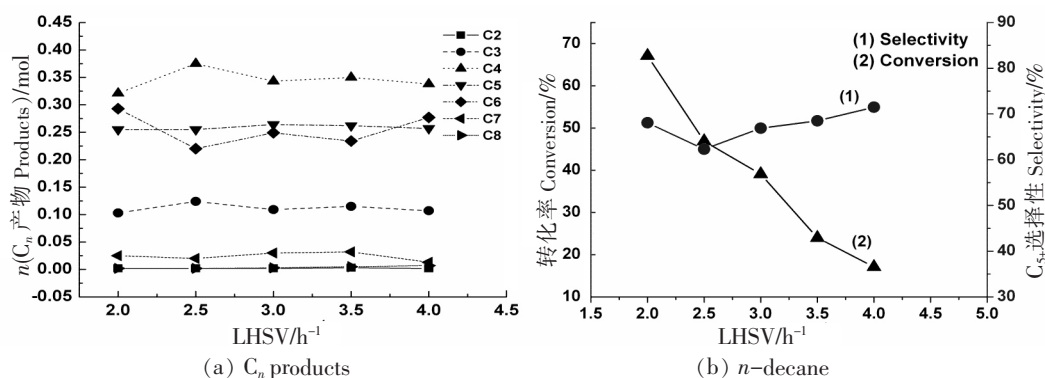 0.45
0.40
0.35
0.30
0.25
0.20
0.15
0.10
0.05
0.00
-0.05
n(Cn产物 Products)/mol
C2
C3
C4
C5
C6
C7
C8
2.0 2.5 3.0 3.5 4.0 4.5
LHSV/h⁻¹
(a) Cn products
70
60
50
40
30
20
10
转化率 Conversion/%
(1) Selectivity
(2) Conversion
(1)
(2)
90
80
70
60
50
40
30
C5+选择性 Selectivity/%
1.5 2.0 2.5 3.0 3.5 4.0 4.5 5.0
LHSV/h⁻¹
(b) n-decane